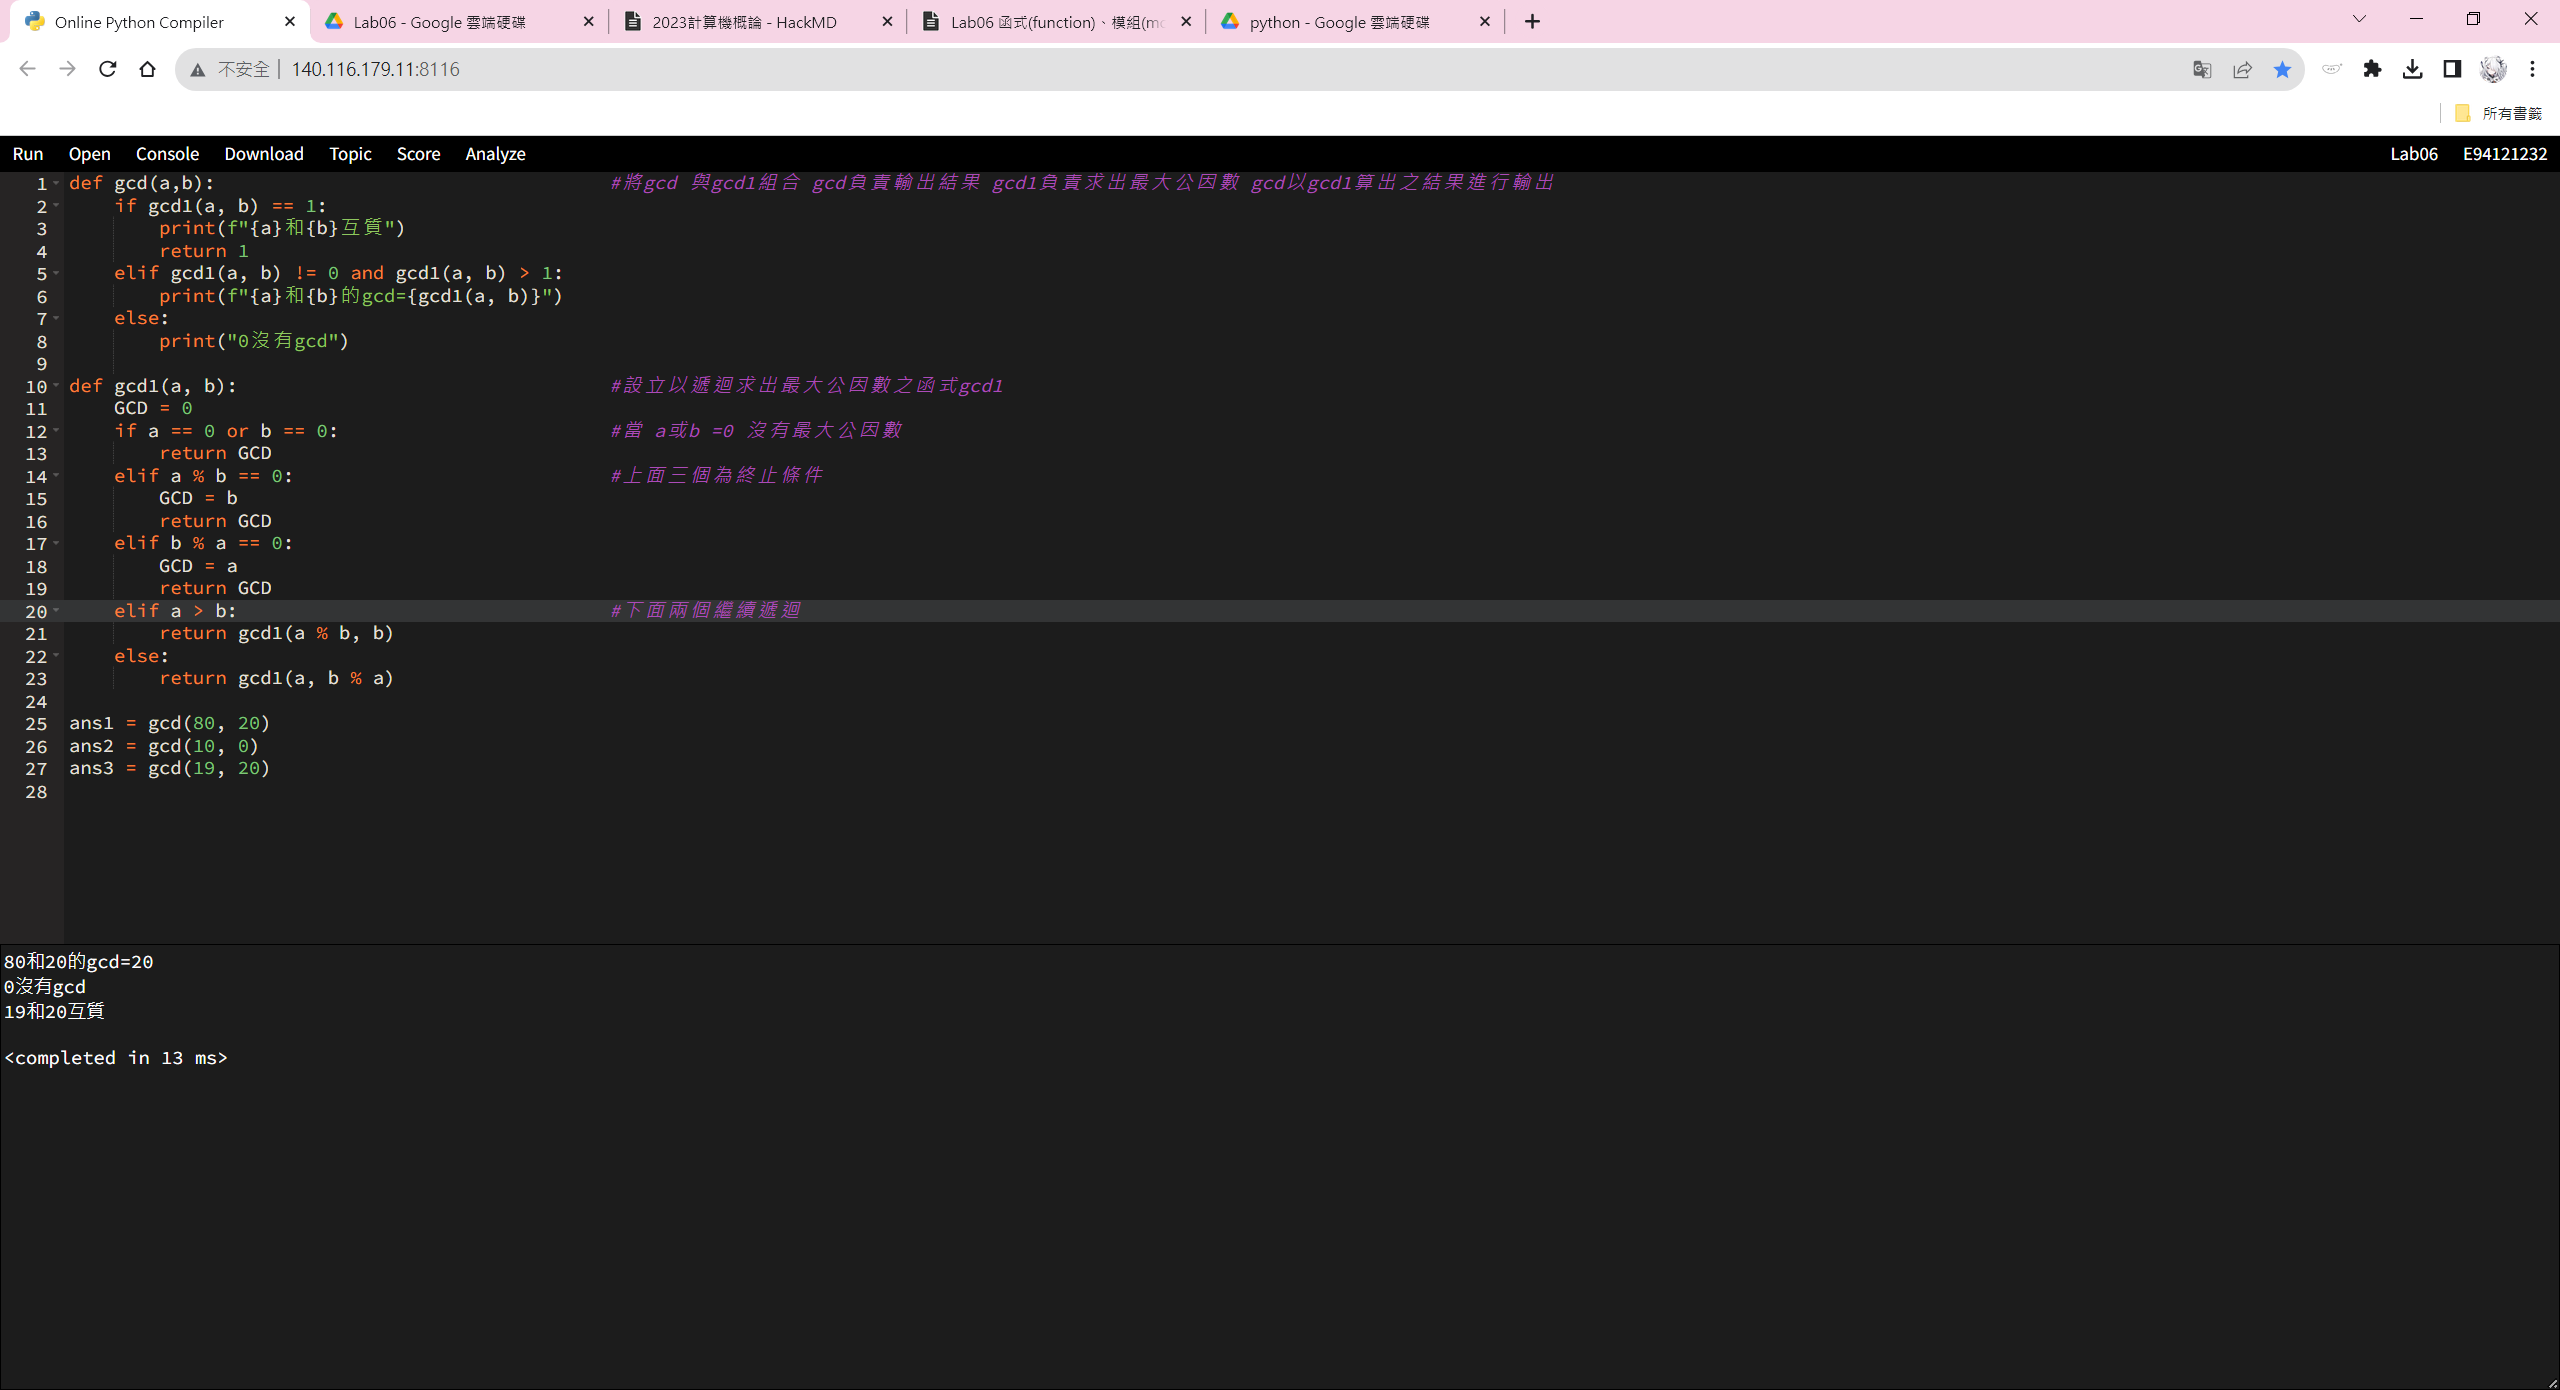 Online Python Compiler
Lab06 - Google 雲端硬碟
2023計算機概論 - HackMD
Lab06 函式(function)、模組(mo
python - Google 雲端硬碟
不安全 140.116.179.11:8116
所有書籤
Run Open Console Download Topic Score Analyze Lab06 E94121232
1 def gcd(a,b): #將gcd 與gcd1組合 gcd負責輸出結果 gcd1負責求出最大公因數 gcd以gcd1算出之結果進行輸出
2 if gcd1(a, b) == 1:
3 print(f"{a}和{b}互質")
4 return 1
5 elif gcd1(a, b) != 0 and gcd1(a, b) > 1:
6 print(f"{a}和{b}的gcd={gcd1(a, b)}")
7 else:
8 print("0沒有gcd")
9
10 def gcd1(a, b): #設立以遞迴求出最大公因數之函式gcd1
11 GCD = 0
12 if a == 0 or b == 0: #當 a或b =0 沒有最大公因數
13 return GCD
14 elif a % b == 0: #上面三個為終止條件
15 GCD = b
16 return GCD
17 elif b % a == 0:
18 GCD = a
19 return GCD
20 elif a > b: #下面兩個繼續遞迴
21 return gcd1(a % b, b)
22 else:
23 return gcd1(a, b % a)
24
25 ans1 = gcd(80, 20)
26 ans2 = gcd(10, 0)
27 ans3 = gcd(19, 20)
28
80和20的gcd=20
0沒有gcd
19和20互質
<completed in 13 ms>